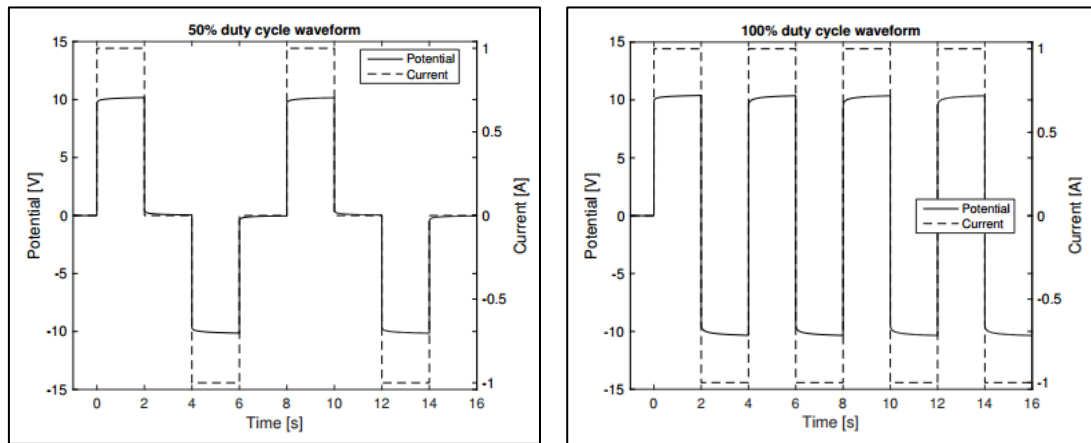 50% duty cycle waveform
15
10
5
0
-5
-10
-15
Potential [V]
Potential
Current
1
0.5
0
-0.5
-1
Current [A]
0 2 4 6 8 10 12 14 16
Time [s]
100% duty cycle waveform
15
10
5
0
-5
-10
-15
Potential [V]
Potential
Current
1
0.5
0
-0.5
-1
Current [A]
0 2 4 6 8 10 12 14 16
Time [s]